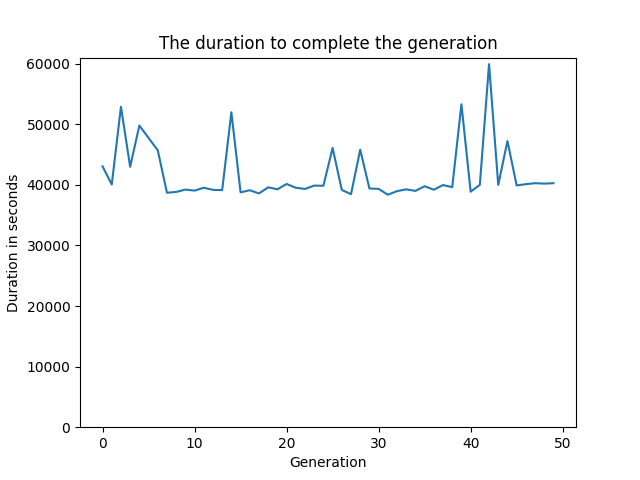 The duration to complete the generation
60000
50000
40000
30000
20000
10000
0
Duration in seconds
0 10 20 30 40 50
Generation